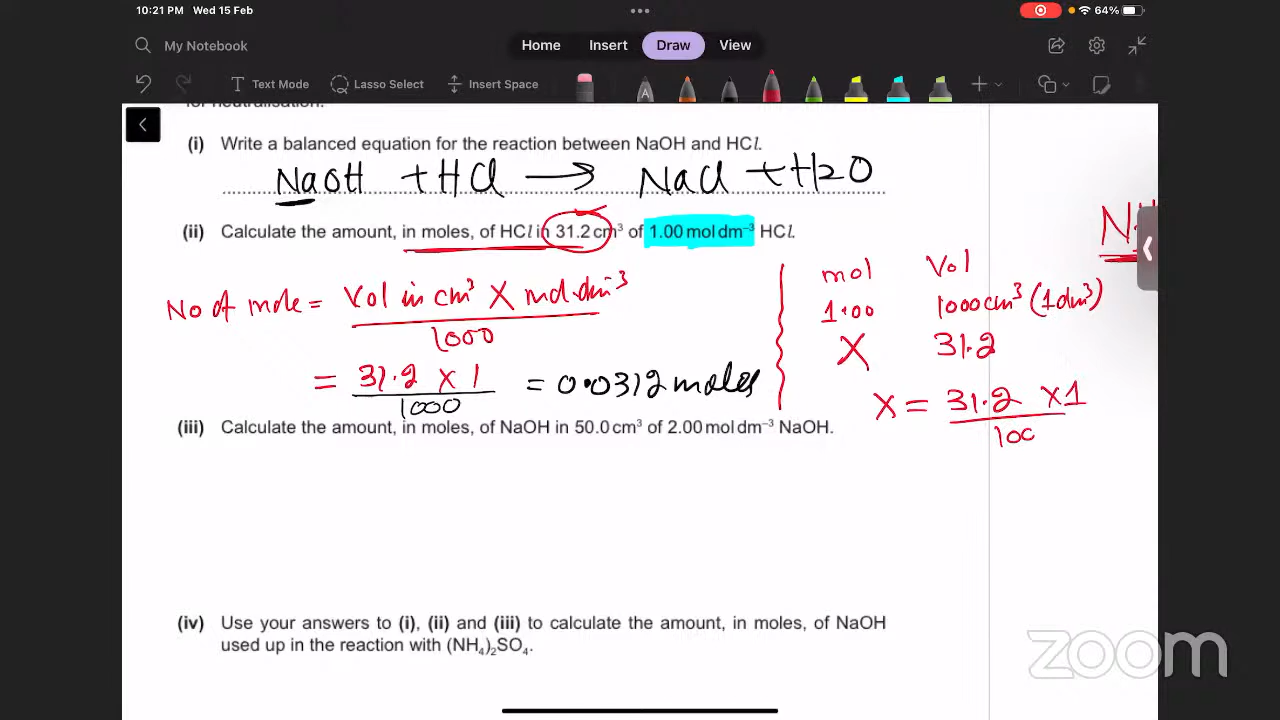 10:21 PM Wed 15 Feb
64%
My Notebook
Home Insert Draw View
Text Mode Lasso Select Insert Space
for neutralisation.
(i) Write a balanced equation for the reaction between NaOH and HCl.
NaOH + HCl → NaCl + H2O
(ii) Calculate the amount, in moles, of HCl in 31.2 cm³ of 1.00 mol dm⁻³ HCl.
No of mole = Vol in cm³ X mol.dm⁻³
1000
= 31.2 x 1 = 0.0312 moles
1000
mol Vol
1.00 1000cm³ (1dm³)
X 31.2
X = 31.2 x1
100
(iii) Calculate the amount, in moles, of NaOH in 50.0 cm³ of 2.00 mol dm⁻³ NaOH.
(iv) Use your answers to (i), (ii) and (iii) to calculate the amount, in moles, of NaOH
used up in the reaction with (NH₄)₂SO₄.
zoom